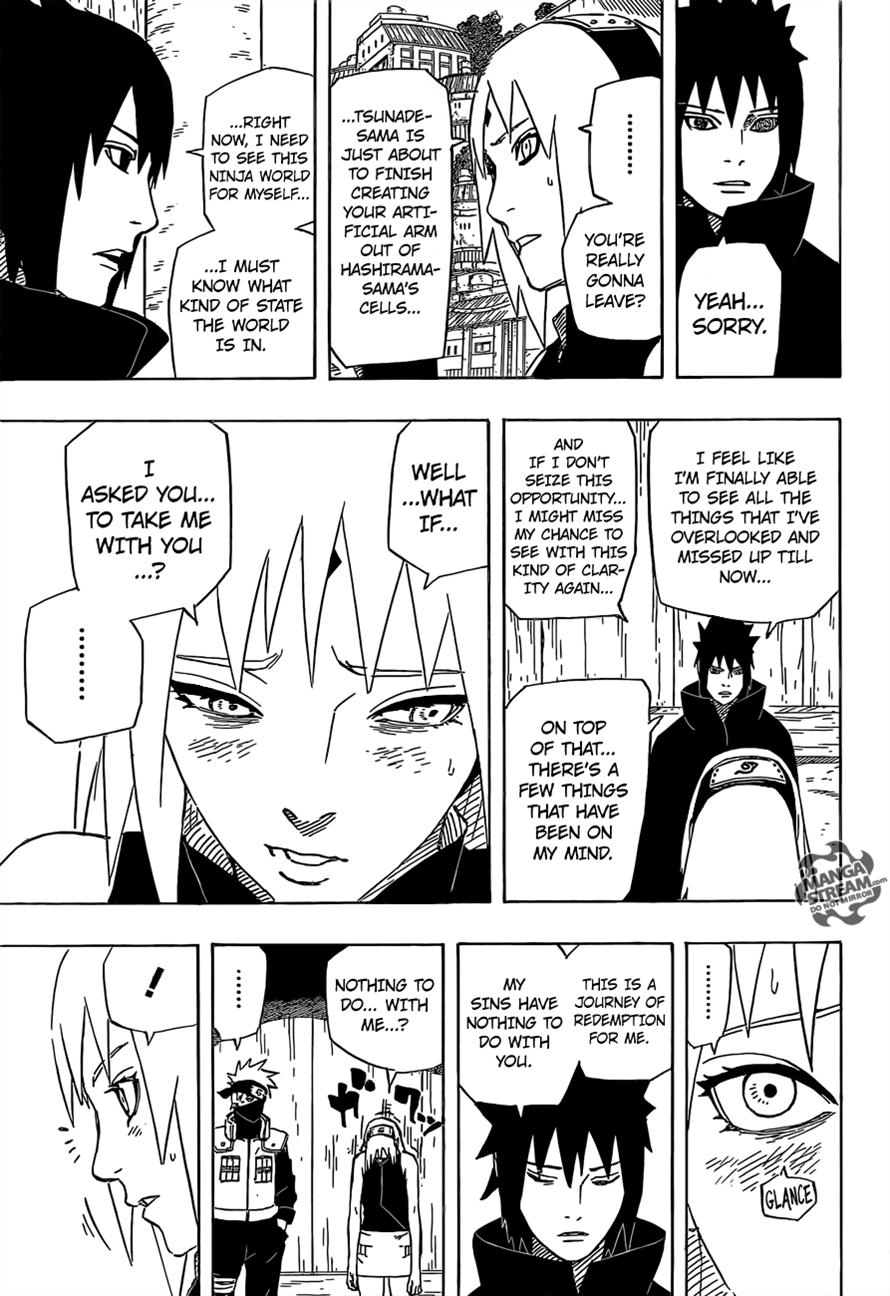 YEAH...
SORRY.
.......
YOU'RE
REALLY
GONNA
LEAVE?
...TSUNADE-
SAMA IS
JUST ABOUT
TO FINISH
CREATING
YOUR ARTI-
FICIAL ARM
OUT OF
HASHIRAMA-
SAMA'S
CELLS...
...RIGHT
NOW, I NEED
TO SEE THIS
NINJA WORLD
FOR MYSELF...
...I MUST
KNOW WHAT
KIND OF STATE
THE WORLD
IS IN.
I FEEL LIKE
I'M FINALLY ABLE
TO SEE ALL THE
THINGS THAT I'VE
OVERLOOKED AND
MISSED UP TILL
NOW...
AND
IF I DON'T
SEIZE THIS
OPPORTUNITY...
I MIGHT MISS
MY CHANCE TO
SEE WITH THIS
KIND OF CLAR-
ITY AGAIN...
ON TOP
OF THAT...
THERE'S A
FEW THINGS
THAT HAVE
BEEN ON
MY MIND.
WELL
...WHAT
IF...
I
ASKED YOU...
TO TAKE ME
WITH YOU
...?
........
MANGA
STREAM.com
DO NOT MIRROR
.......
GLANCE
THIS IS A
JOURNEY OF
REDEMPTION
FOR ME.
MY
SINS HAVE
NOTHING TO
DO WITH
YOU.
NOTHING TO
DO... WITH
ME...?
.......
!